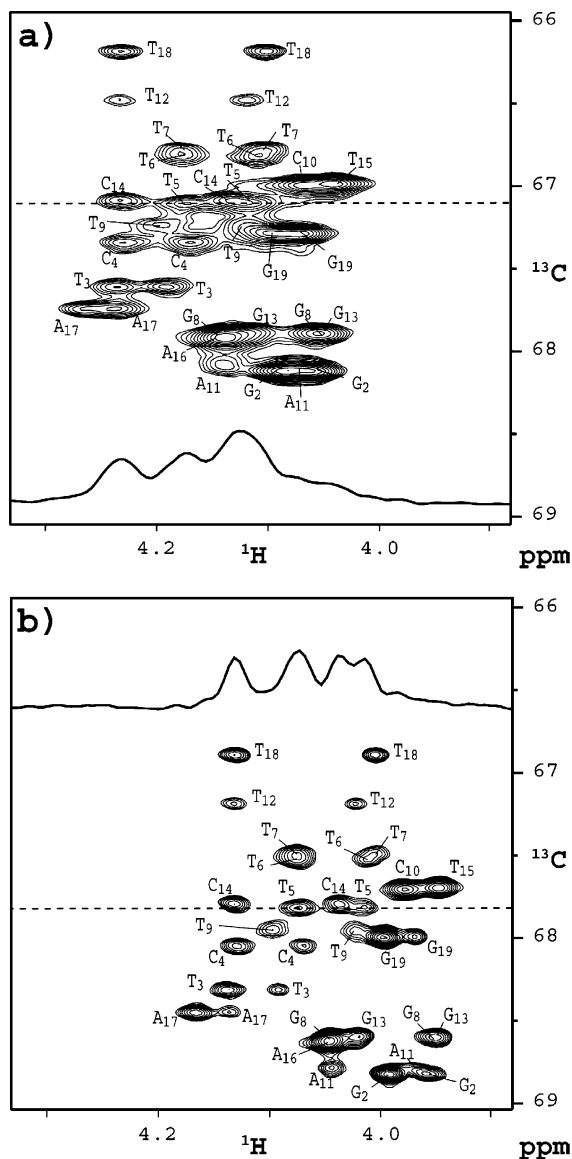 a)
66
T18 T18
T12 T12
T7 T6 T7
T6 C10 T15
C14 T5 C14 T5
67
T9 T9
C4 C4 G19 G19
13C
T3 T3
A17 A17 G8 G13 G8 G13
A16
68
A11 G2 A11 G2
69
4.2 1H 4.0 ppm
b)
66
T18 T18
67
T12 T12
T7 T6 T7
T6 C10 T15
13C
C14 T5 C14 T5
T9 T9
68
C4 C4 G19 G19
T3 T3
A17 A17 G8 G13 G8 G13
A16 A11
A11 G2 G2
69
4.2 1H 4.0 ppm